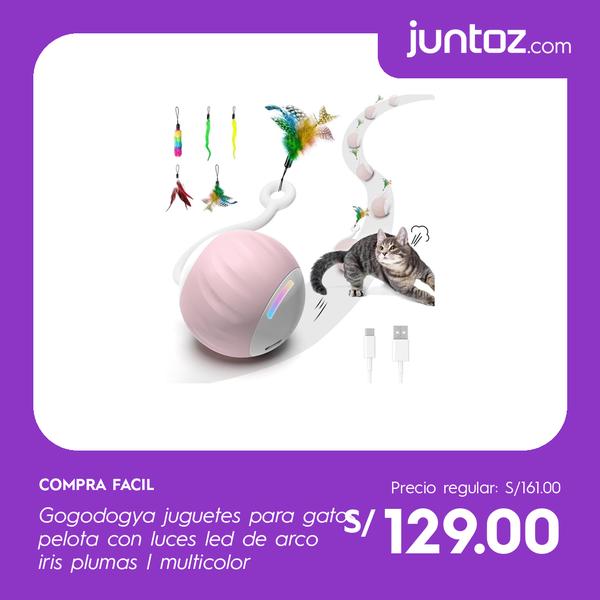 juntoz.com
COMPRA FACIL
Gogodogya juguetes para gato
pelota con luces led de arco
iris plumas | multicolor
Precio regular: S/161.00
S/ 129.00